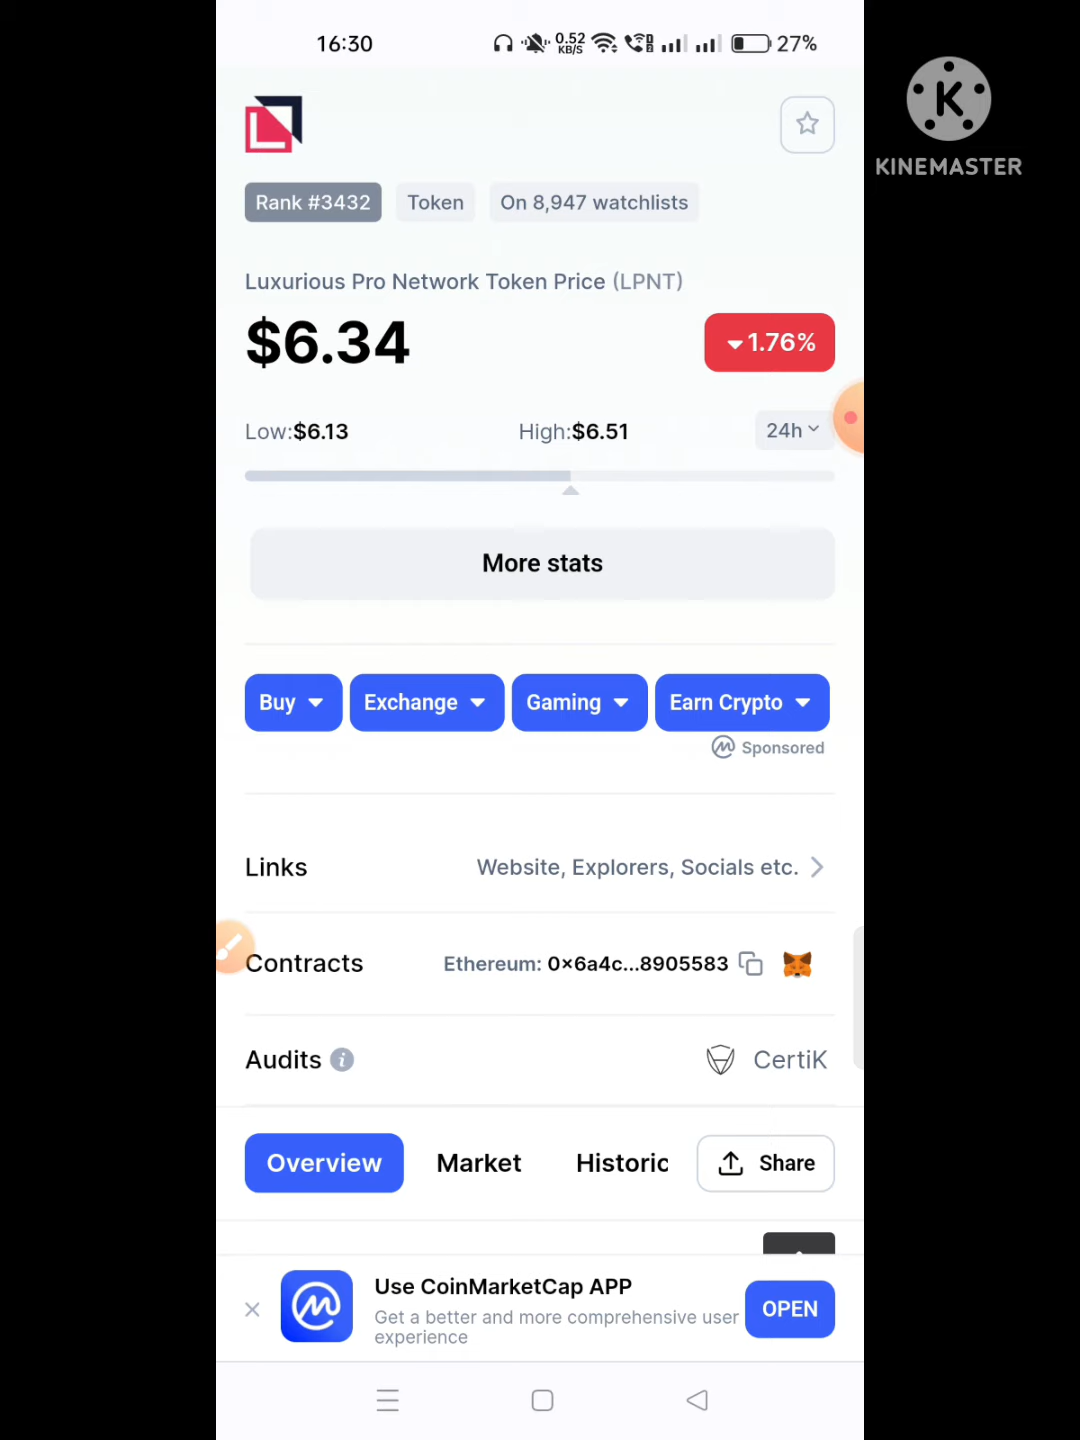 16:30
0.52
KB/S
27%
K
KINEMASTER
Rank #3432
Token
On 8,947 watchlists
Luxurious Pro Network Token Price (LPNT)
$6.34
1.76%
Low:$6.13
High:$6.51
24h
More stats
Buy
Exchange
Gaming
Earn Crypto
Sponsored
Links
Website, Explorers, Socials etc.
Contracts
Ethereum: 0x6a4c...8905583
Audits
CertiK
Overview
Market
Historic
Share
Use CoinMarketCap APP
Get a better and more comprehensive user
experience
OPEN